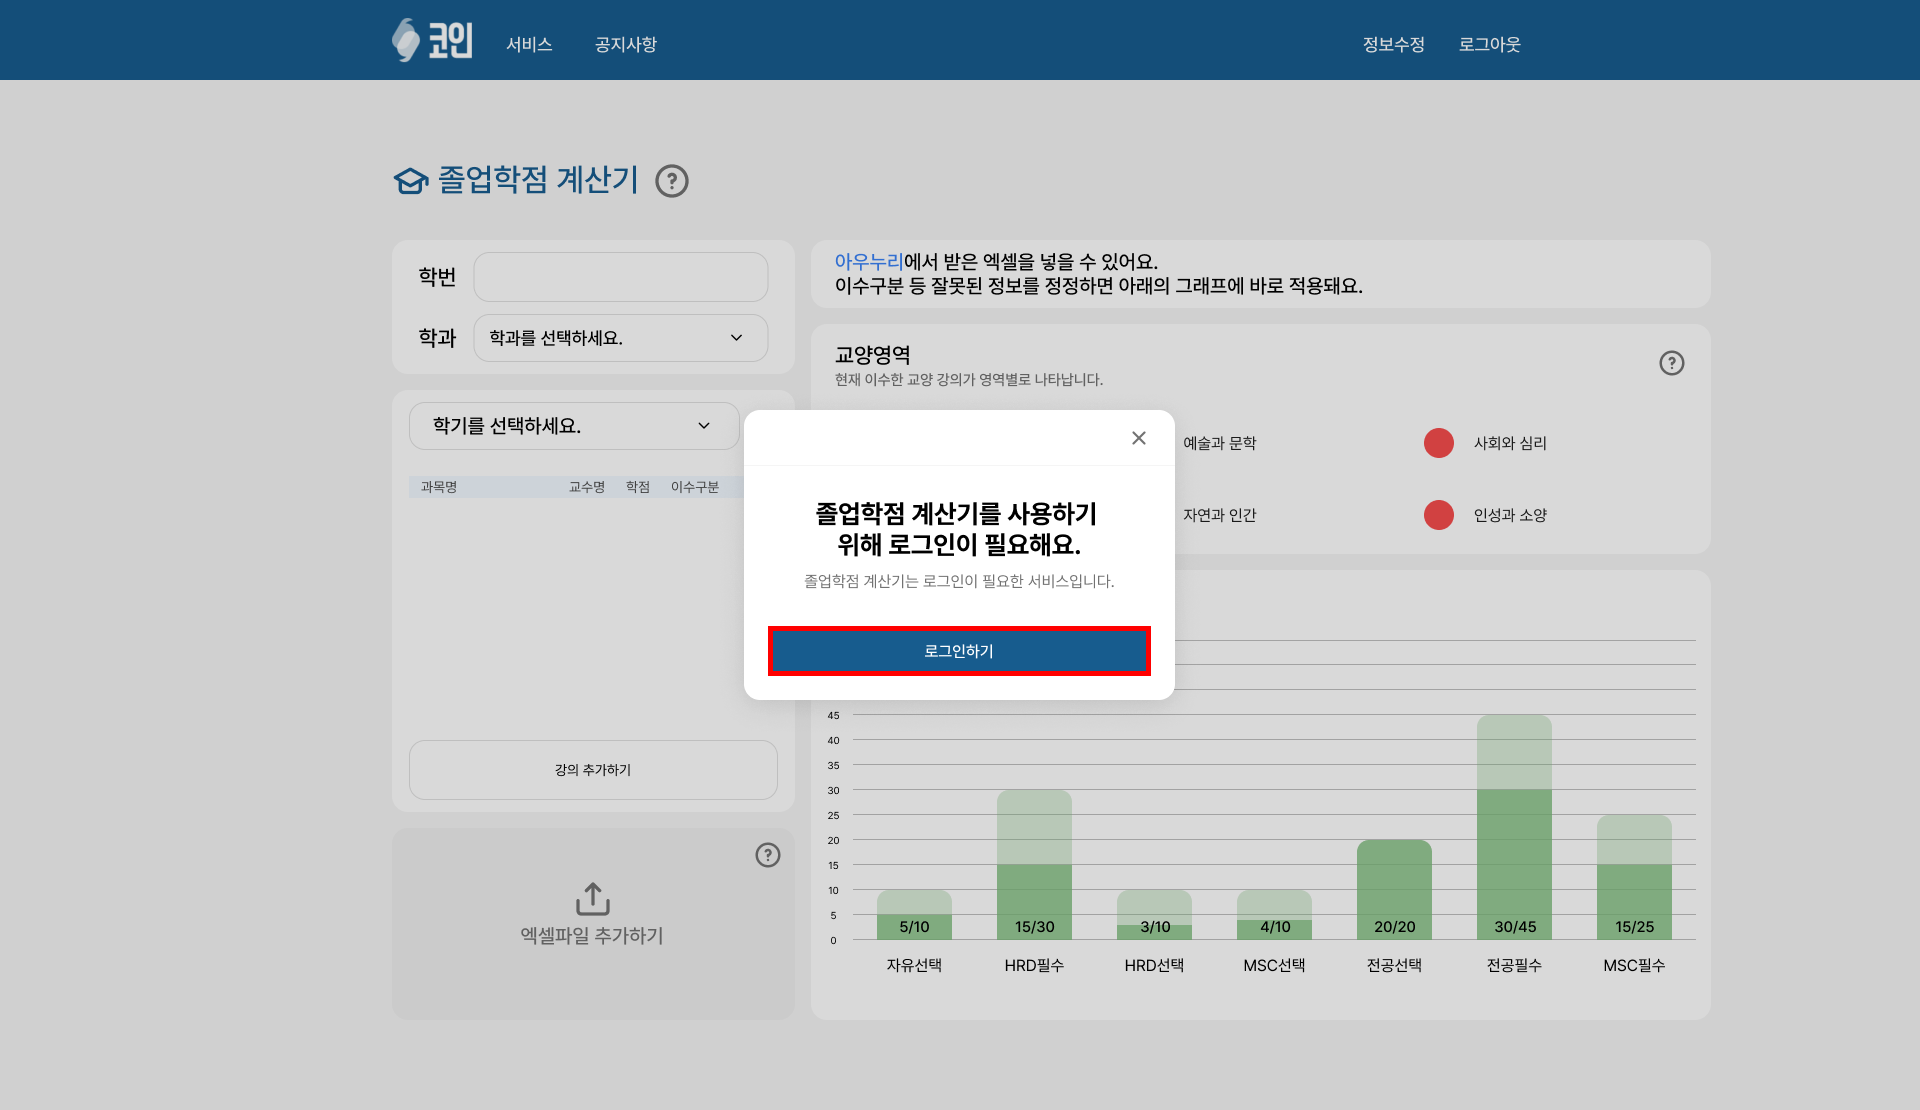 코인
서비스
공지사항
정보수정
로그아웃
졸업학점 계산기
?
학번
학과
학과를 선택하세요.
학기를 선택하세요.
과목명
교수명
학점
이수구분
강의 추가하기
?
엑셀파일 추가하기
아우누리에서 받은 엑셀을 넣을 수 있어요.
이수구분 등 잘못된 정보를 정정하면 아래의 그래프에 바로 적용돼요.
교양영역
현재 이수한 교양 강의가 영역별로 나타납니다.
?
예술과 문학
사회와 심리
자연과 인간
인성과 소양
졸업학점 계산기를 사용하기
위해 로그인이 필요해요.
졸업학점 계산기는 로그인이 필요한 서비스입니다.
로그인하기
45
40
35
30
25
20
15
10
5
0
5/10
15/30
3/10
4/10
20/20
30/45
15/25
자유선택
HRD필수
HRD선택
MSC선택
전공선택
전공필수
MSC필수